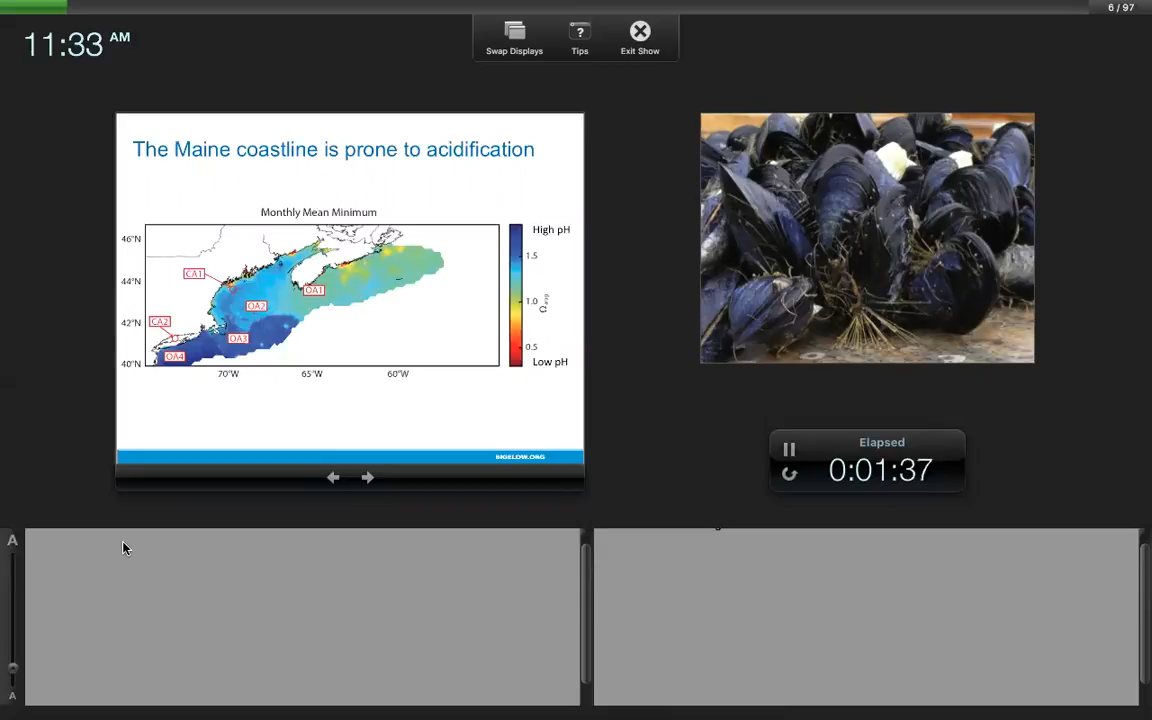 6 / 97
11:33 AM
Swap Displays
?
Tips
Exit Show
The Maine coastline is prone to acidification
Monthly Mean Minimum
46°N
44°N
42°N
40°N
70°W
65°W
60°W
CA1
OA1
OA2
CA2
OA3
OA4
High pH
1.5
1.0
Ω avg
0.5
Low pH
BIGELOW.ORG
Elapsed
0:01:37
A
A